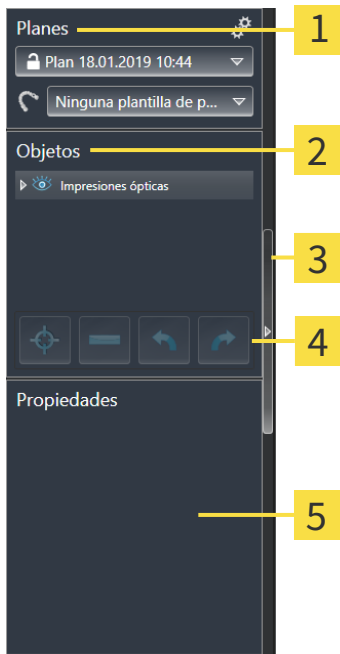 Planes
1
Plan 18.01.2019 10:44
Ninguna plantilla de p...
Objetos
2
Impresiones ópticas
3
4
Propiedades
5